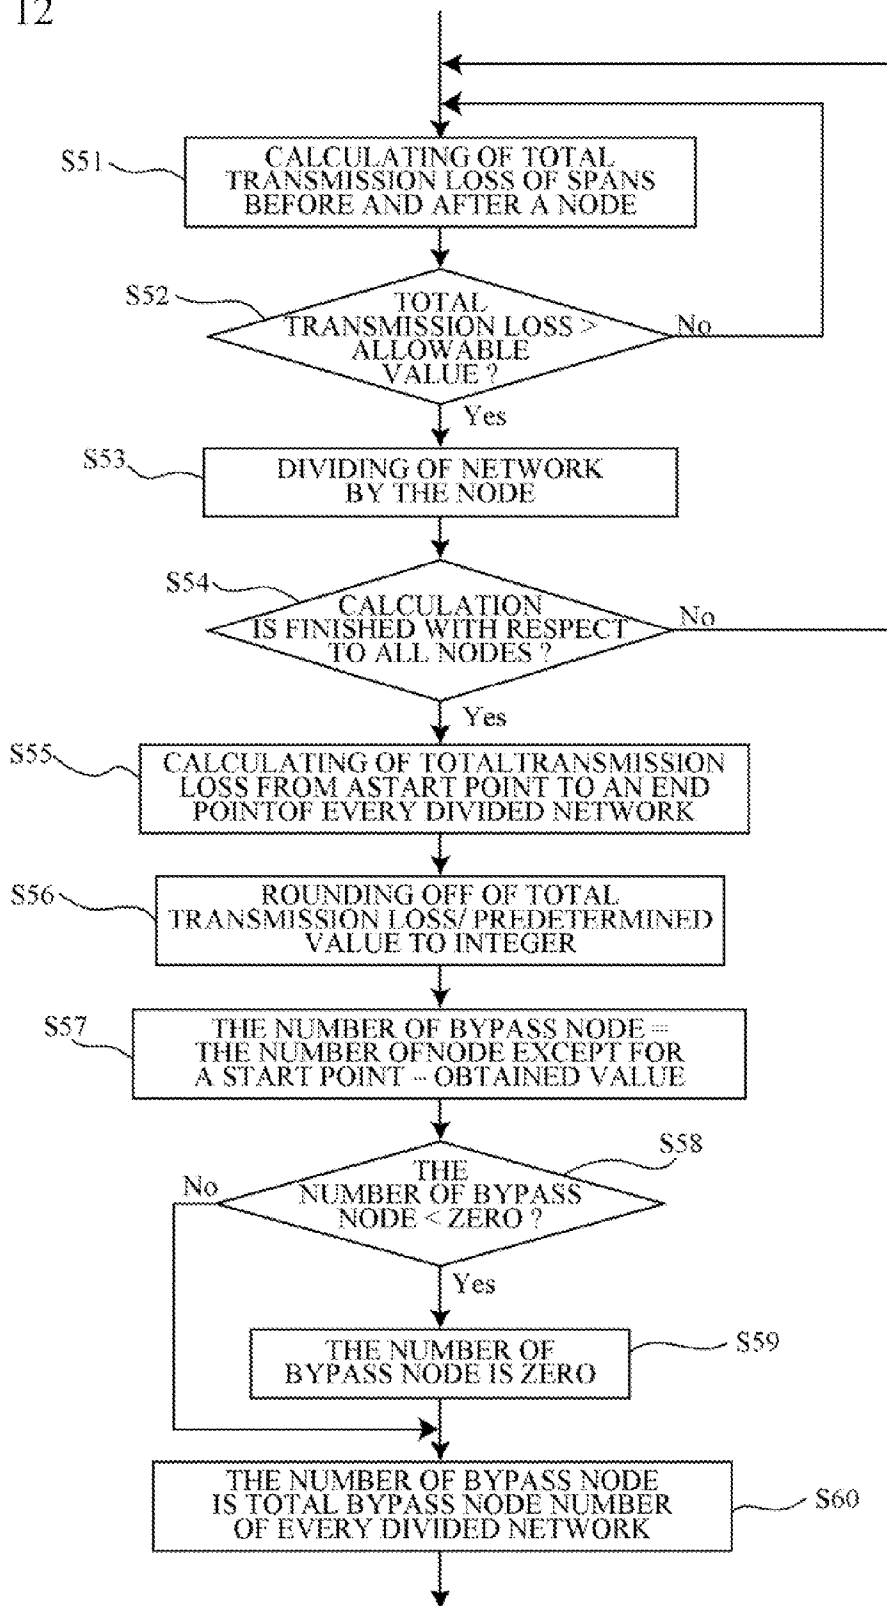 12
S51
CALCULATING OF TOTAL
TRANSMISSION LOSS OF SPANS
BEFORE AND AFTER A NODE
S52
TOTAL
TRANSMISSION LOSS >
ALLOWABLE
VALUE ?
No
Yes
S53
DIVIDING OF NETWORK
BY THE NODE
S54
CALCULATION
IS FINISHED WITH RESPECT
TO ALL NODES ?
No
Yes
S55
CALCULATING OF TOTALTRANSMISSION
LOSS FROM ASTART POINT TO AN END
POINTOF EVERY DIVIDED NETWORK
S56
ROUNDING OFF OF TOTAL
TRANSMISSION LOSS/ PREDETERMINED
VALUE TO INTEGER
S57
THE NUMBER OF BYPASS NODE =
THE NUMBER OFNODE EXCEPT FOR
A START POINT - OBTAINED VALUE
S58
THE
NUMBER OF BYPASS
NODE < ZERO ?
No
Yes
THE NUMBER OF
BYPASS NODE IS ZERO
S59
THE NUMBER OF BYPASS NODE
IS TOTAL BYPASS NODE NUMBER
OF EVERY DIVIDED NETWORK
S60